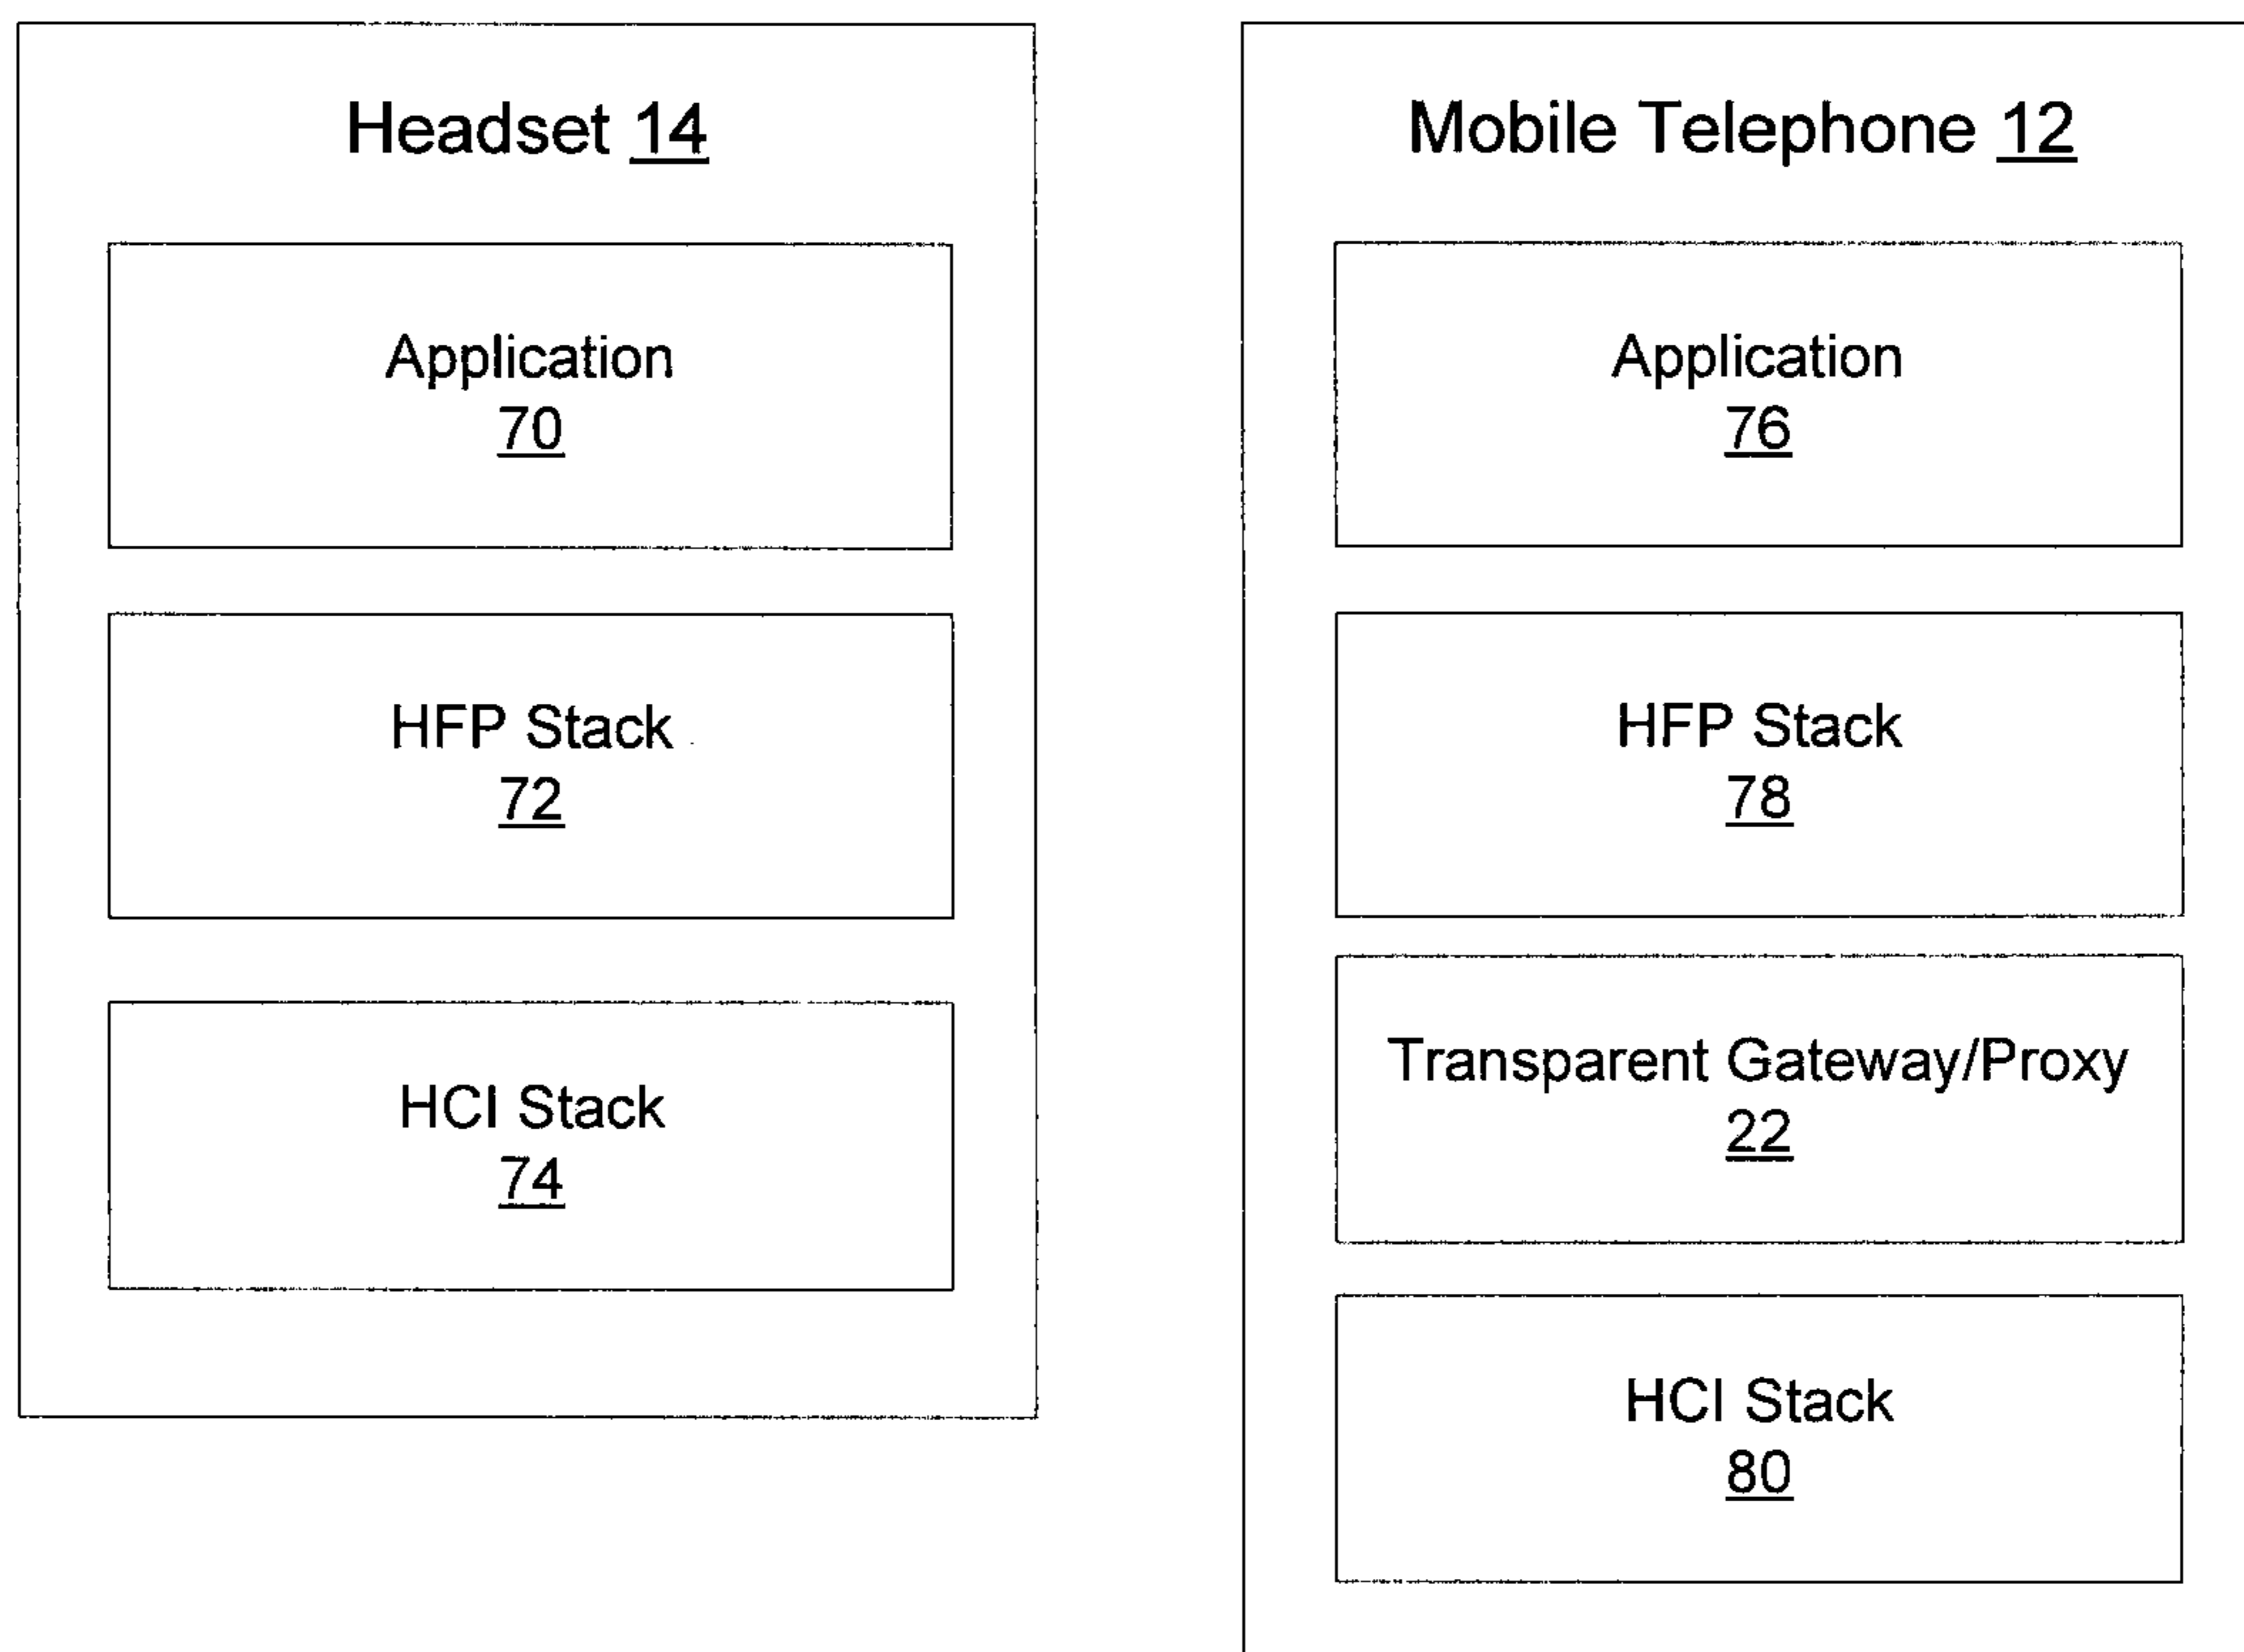 Headset 14
Application
70
HFP Stack
72
HCI Stack
74
Mobile Telephone 12
Application
76
HFP Stack
78
Transparent Gateway/Proxy
22
HCI Stack
80